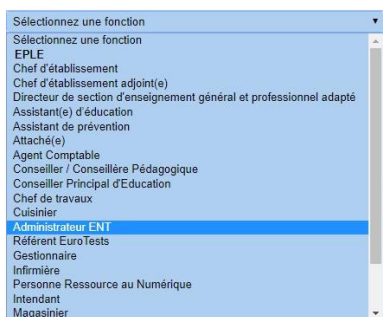 Sélectionnez une fonction
Sélectionnez une fonction
EPLE
Chef d'établissement
Chef d'établissement adjoint(e)
Directeur de section d'enseignement général et professionnel adapté
Assistant(e) d'éducation
Assistant de prévention
Attaché(e)
Agent Comptable
Conseiller / Conseillère Pédagogique
Conseiller Principal d'Education
Chef de travaux
Cuisinier
Administrateur ENT
Référent EuroTests
Gestionnaire
Infirmière
Personne Ressource au Numérique
Intendant
Magasinier